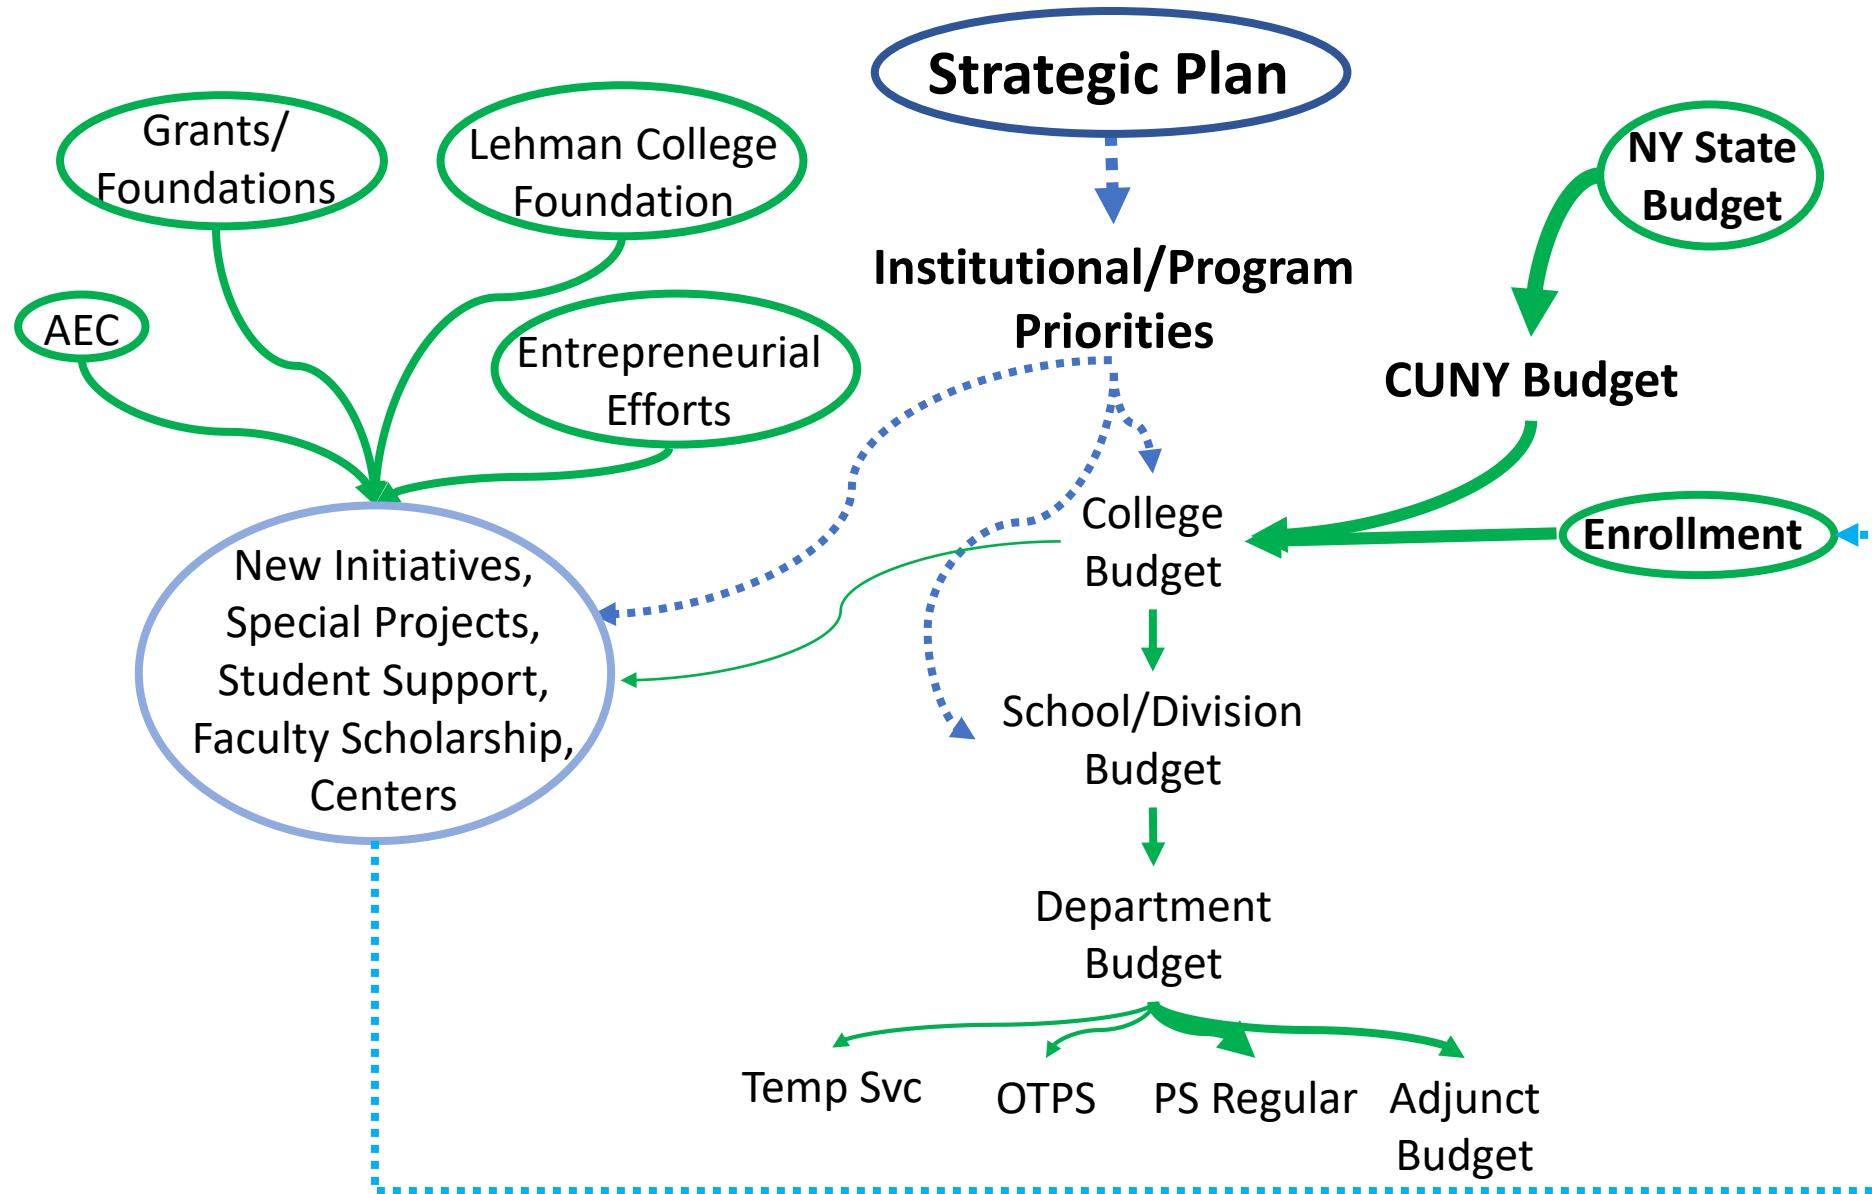 Strategic Plan
Grants/
Foundations
Lehman College
Foundation
NY State
Budget
Institutional/Program
Priorities
AEC
Entrepreneurial
Efforts
CUNY Budget
College
Budget
Enrollment
New Initiatives,
Special Projects,
Student Support,
Faculty Scholarship,
Centers
School/Division
Budget
Department
Budget
Temp Svc
OTPS
PS Regular
Adjunct
Budget